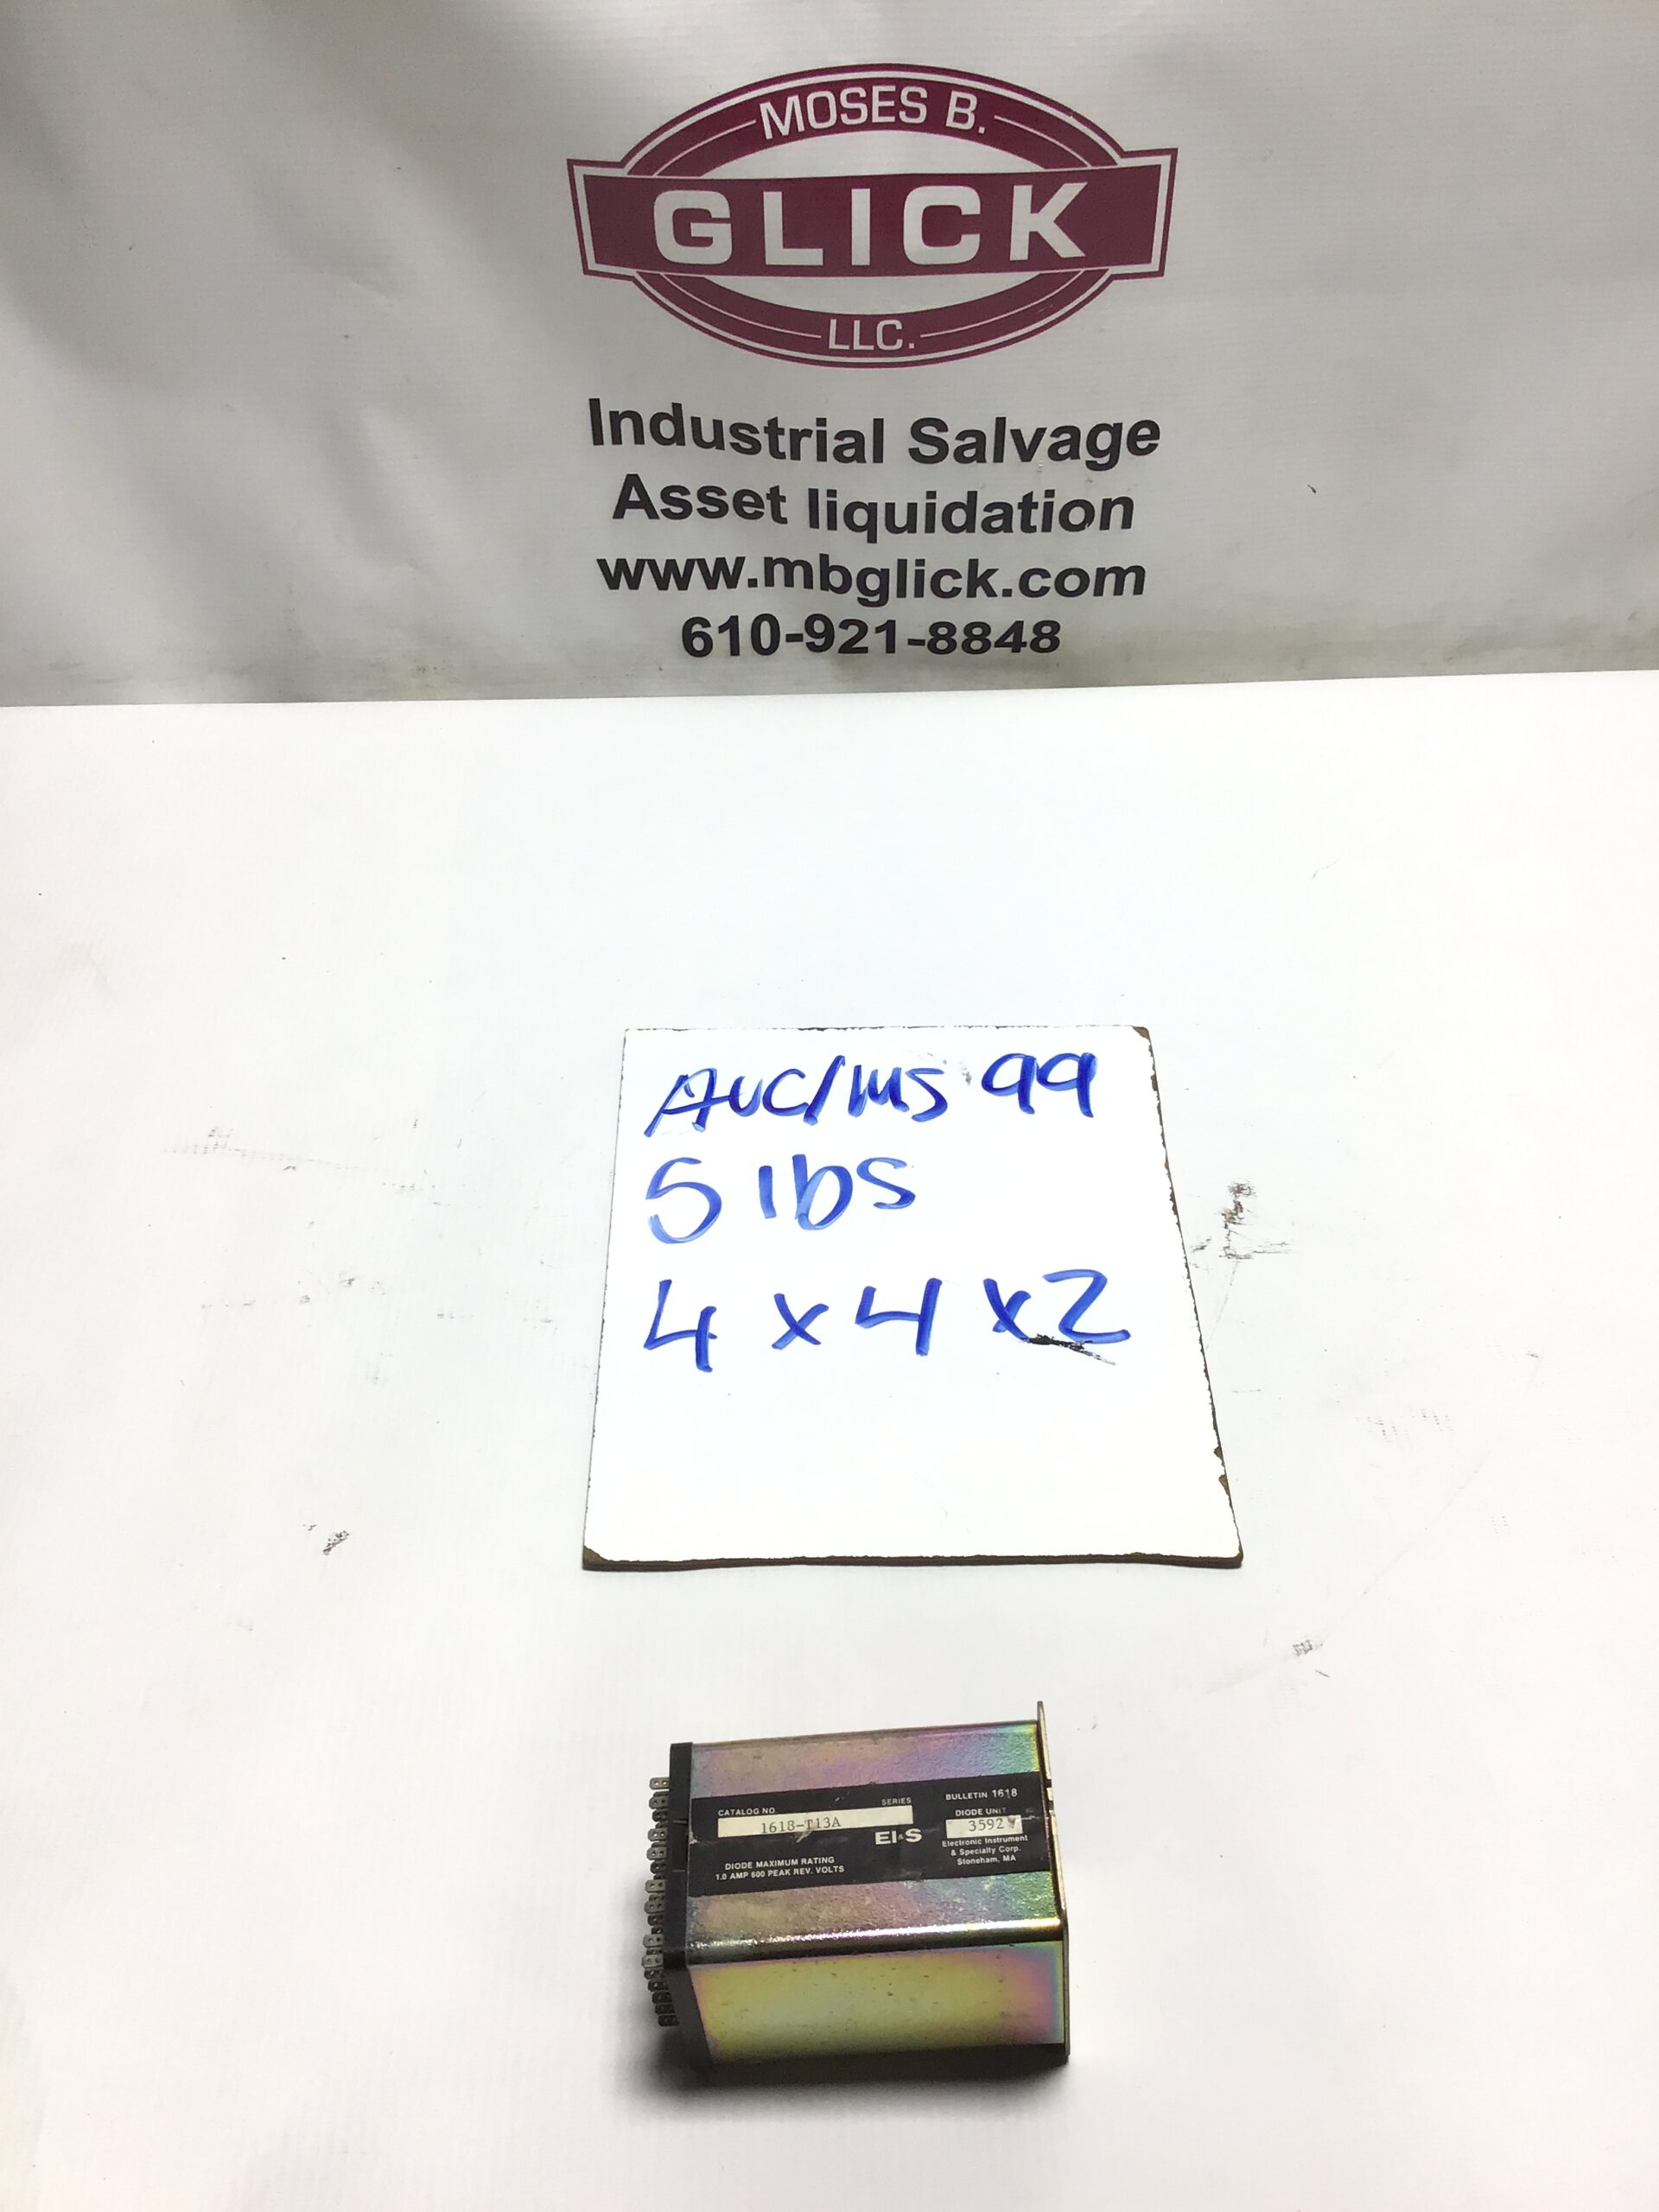 MOSES B.
GLICK
LLC.
Industrial Salvage
Asset liquidation
www.mbglick.com
610-921-8848
AUC/MS 99
5 lbs
4 x 4 x 2
CATALOG NO.
SERIES
1618-T13A
EI&S
DIODE MAXIMUM RATING
1.0 AMP 600 PEAK REV. VOLTS
BULLETIN 1618
DIODE UNIT
3592
Electronic Instrument
& Specialty Corp.
Stoneham, MA